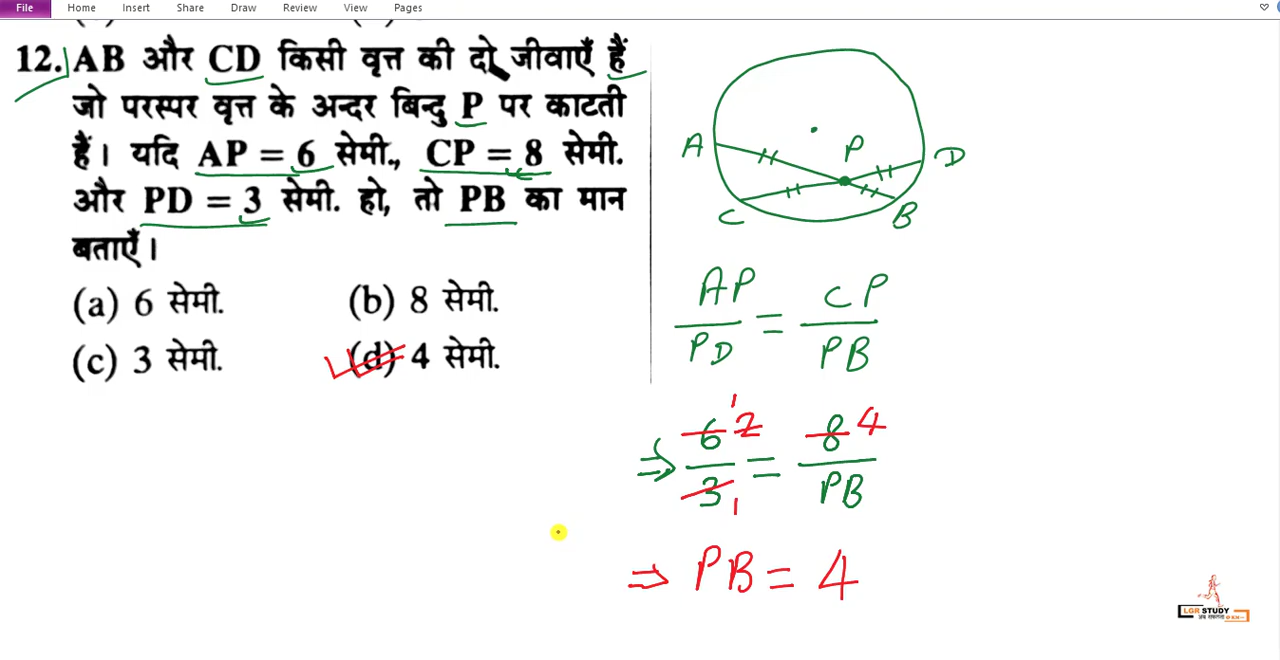 File Home Insert Share Draw Review View Pages
12. AB और CD किसी वृत्त की दो जीवाएँ हैं
जो परस्पर वृत्त के अन्दर बिन्दु P पर काटती
हैं। यदि AP = 6 सेमी., CP = 8 सेमी.
और PD = 3 सेमी. हो, तो PB का मान
बताएँ।
(a) 6 सेमी. (b) 8 सेमी.
(c) 3 सेमी. (d) 4 सेमी.
A P D
C B
AP/PD = CP/PB
1 2 4
⇒ 6/3 = 8/PB
1
⇒ PB = 4
LGR STUDY